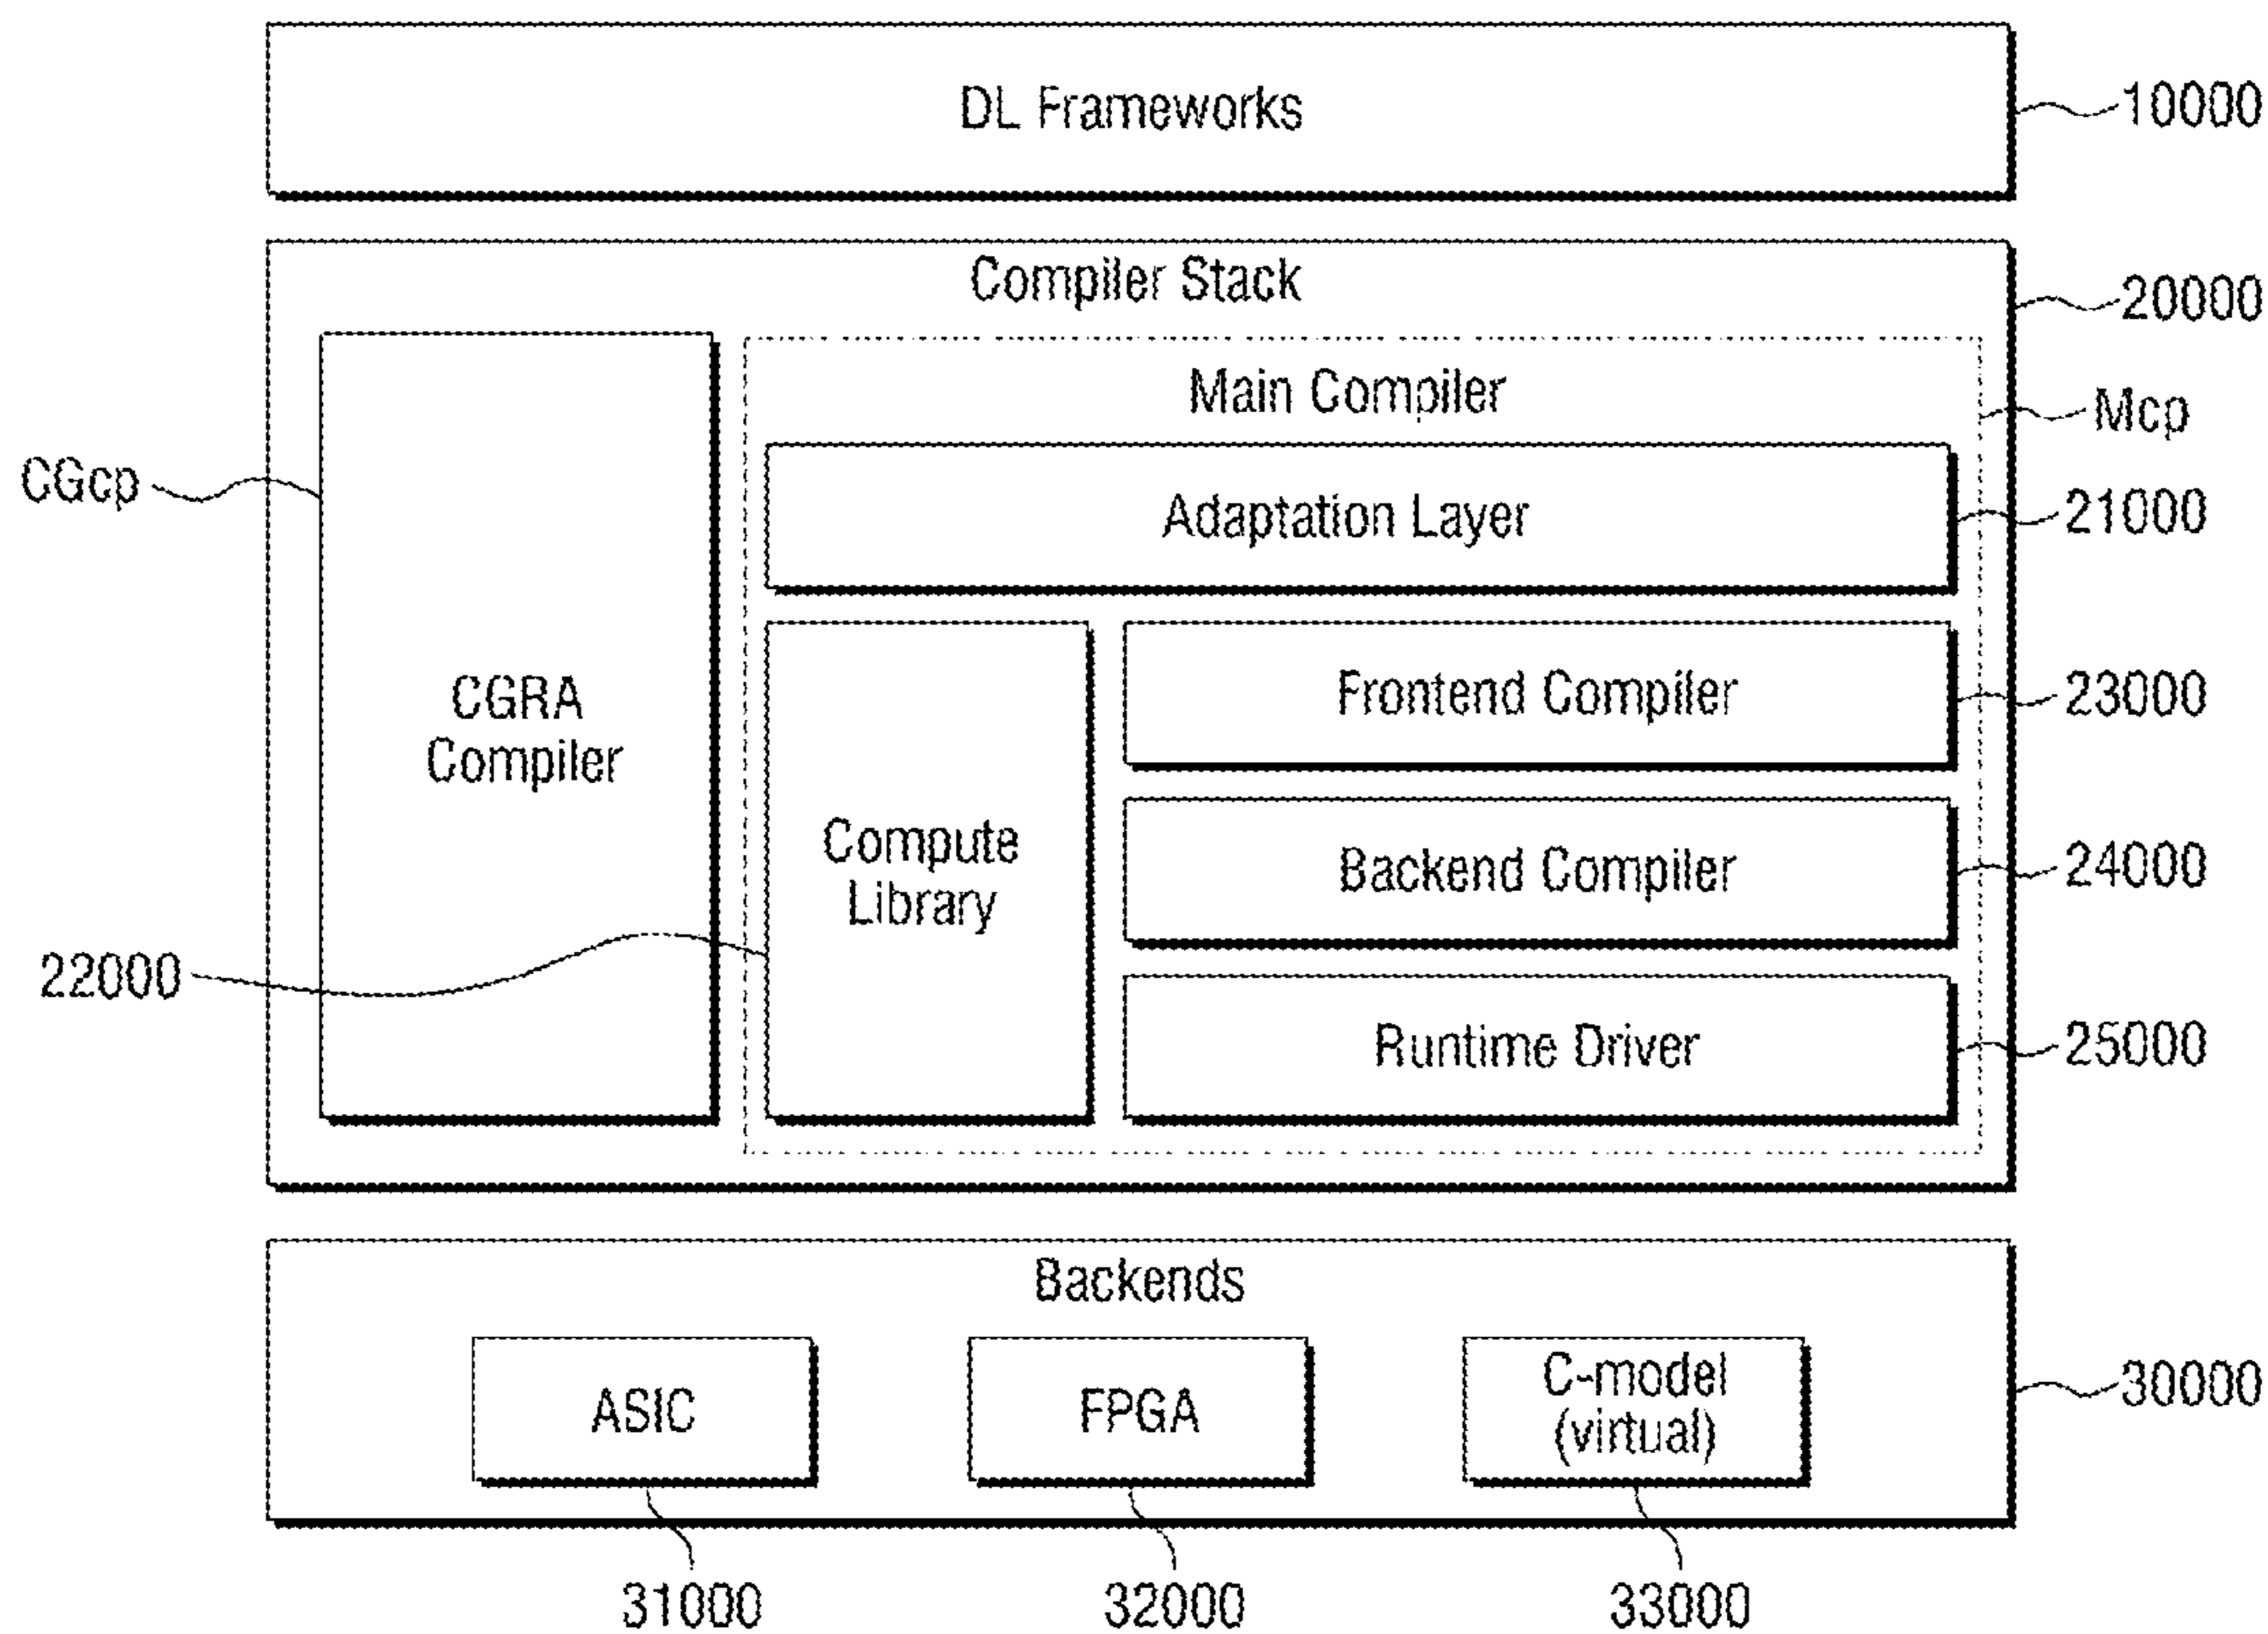 DL Frameworks
10000
Compiler Stack
20000
Main Compiler
Mcp
CGcp
Adaptation Layer
21000
CGRA
Compiler
Frontend Compiler
23000
Compute
Library
Backend Compiler
24000
22000
Runtime Driver
25000
Backends
ASIC
FPGA
C-model
(virtual)
30000
31000
32000
33000